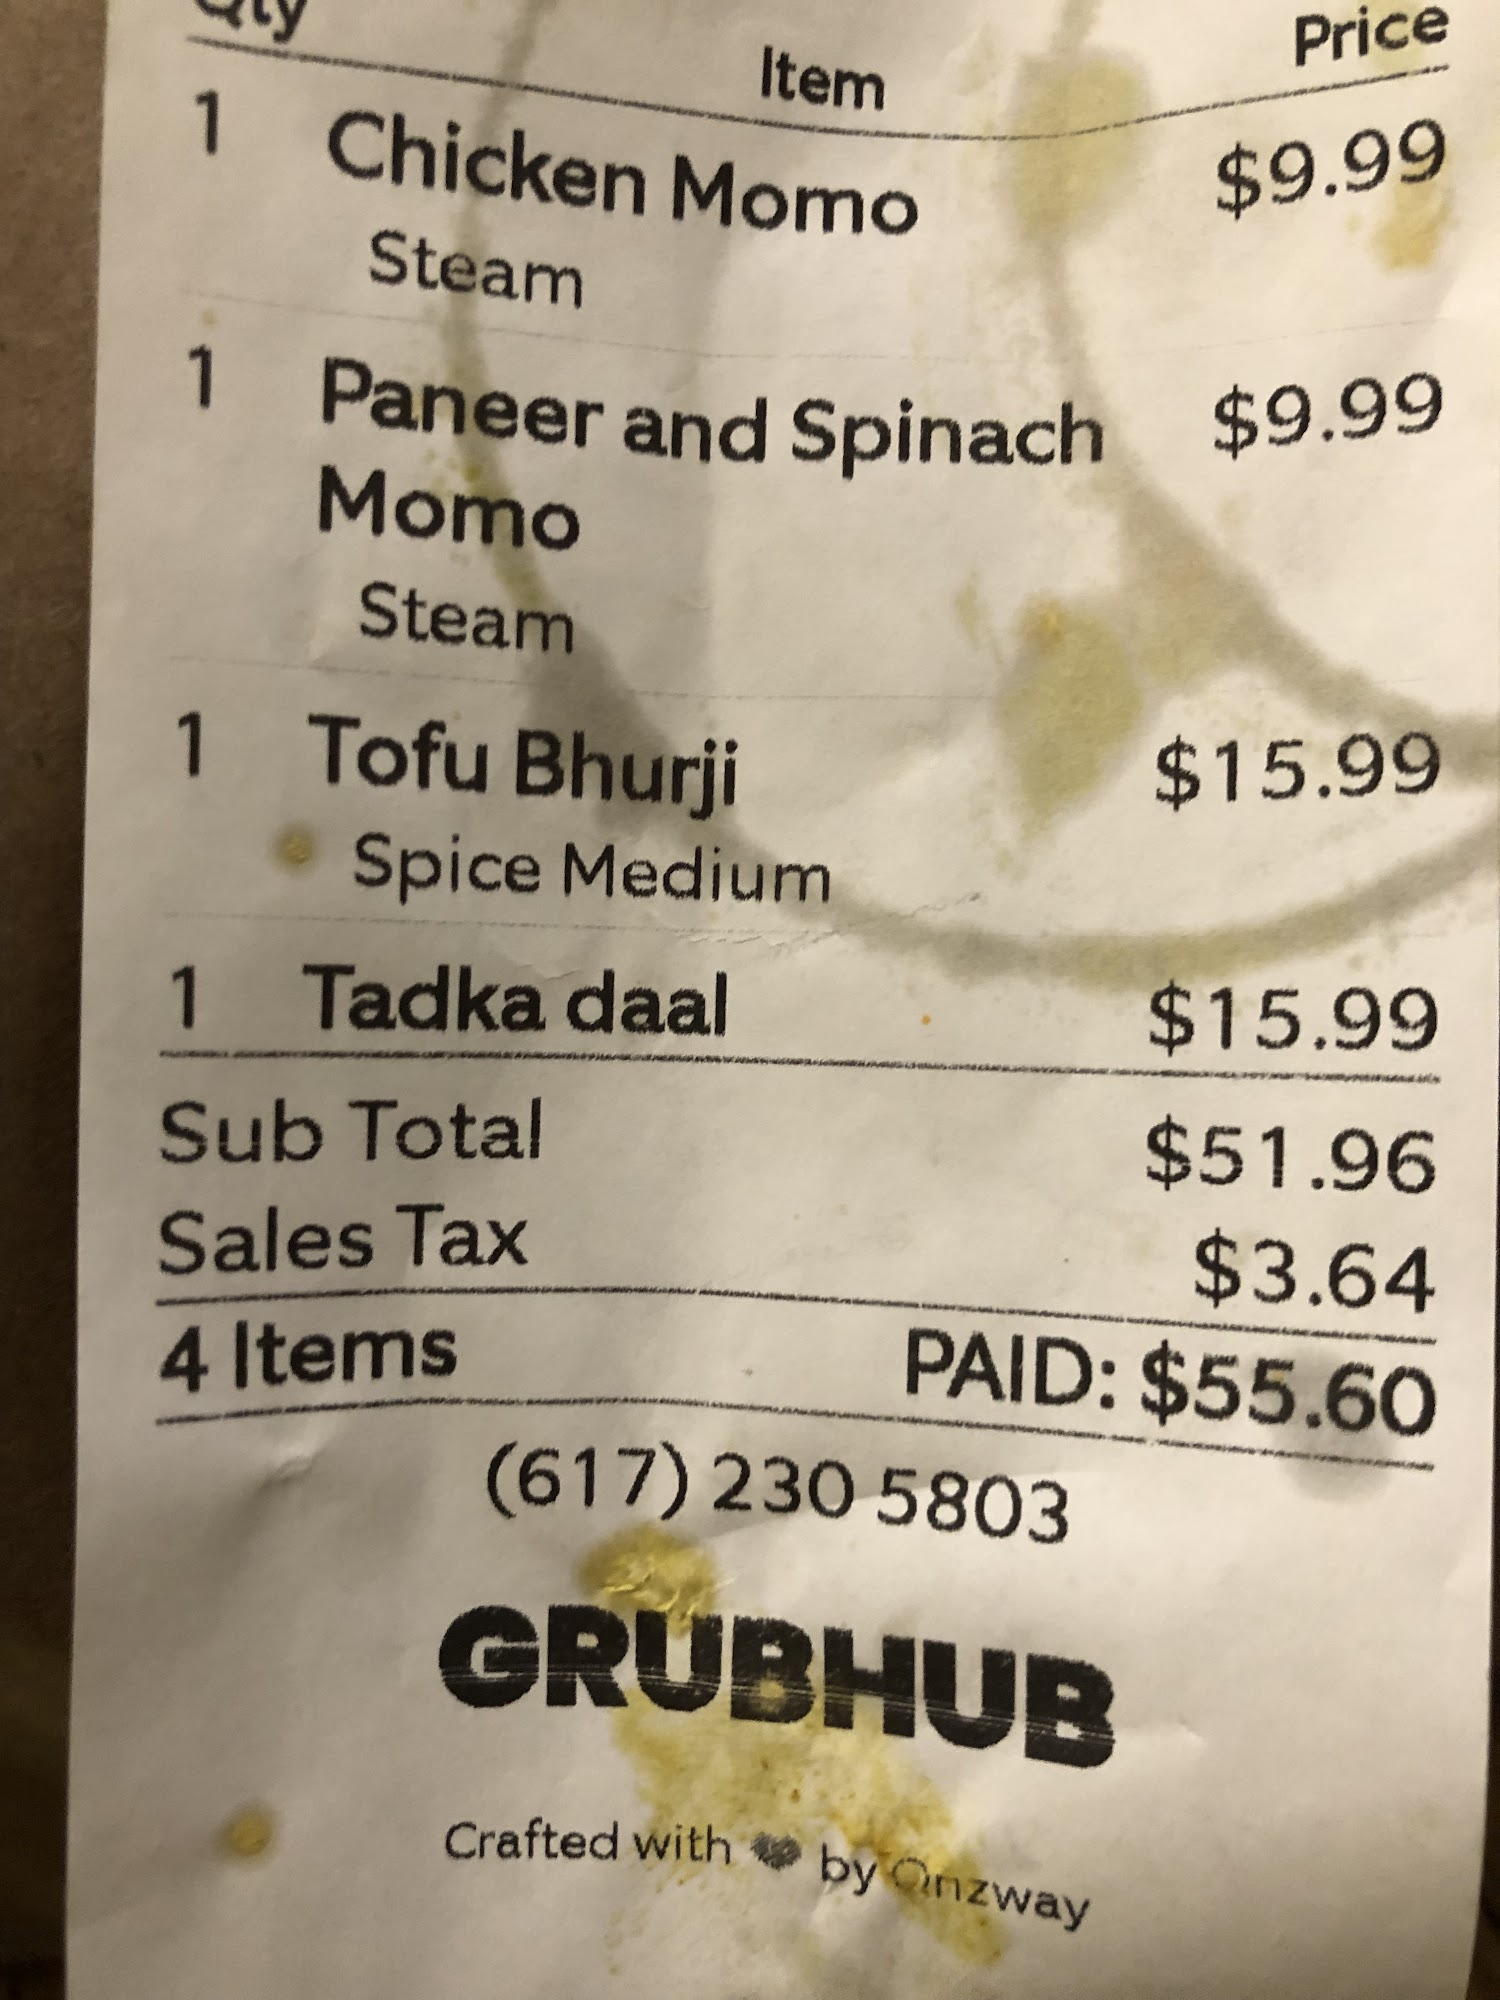 Qty Item Price
1 Chicken Momo $9.99
Steam
1 Paneer and Spinach $9.99
Momo
Steam
1 Tofu Bhurji $15.99
Spice Medium
1 Tadka daal $15.99
Sub Total $51.96
Sales Tax $3.64
4 Items PAID: $55.60
(617) 230 5803
GRUBHUB
Crafted with ♥ by Onzway